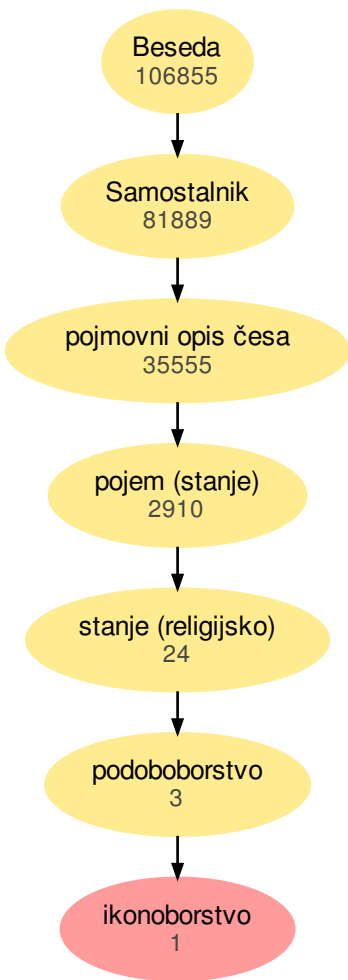 Beseda
106855
Samostalnik
81889
pojmovni opis česa
35555
pojem (stanje)
2910
stanje (religijsko)
24
podoboborstvo
3
ikonoborstvo
1